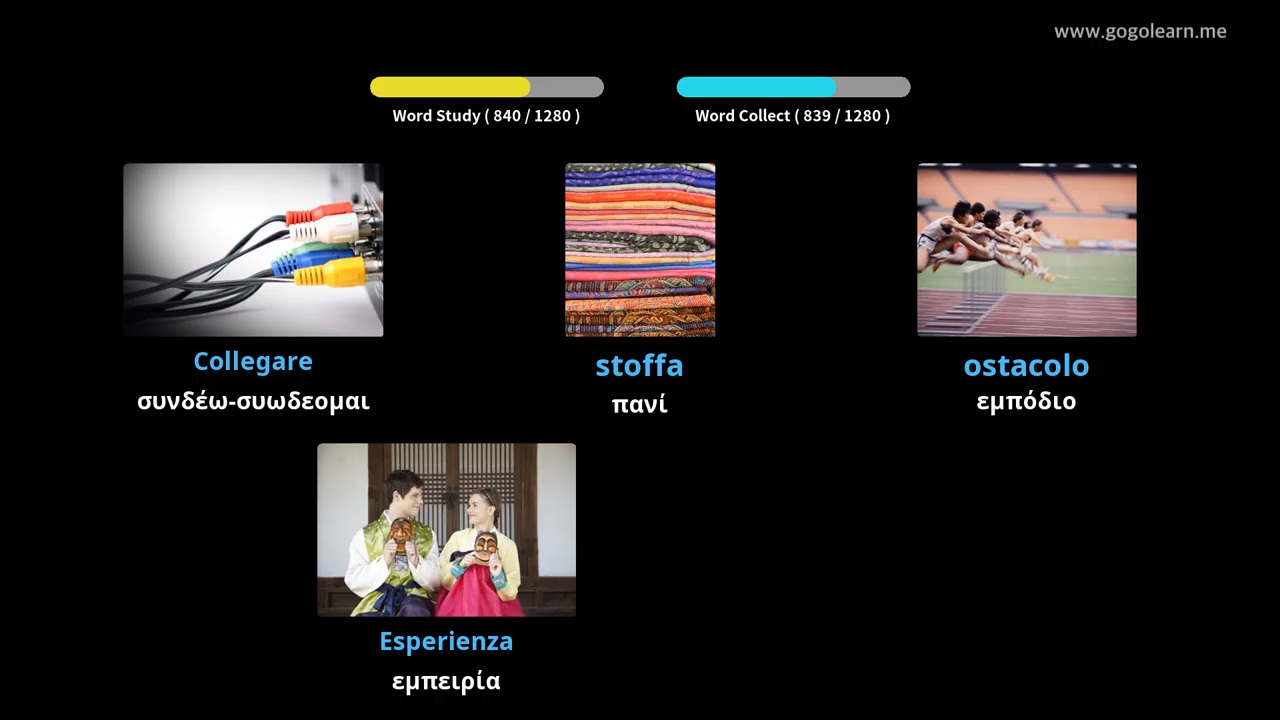 www.gogolearn.me
Word Study ( 840 / 1280 )
Word Collect ( 839 / 1280 )
Collegare
συνδέω-συωδεομαι
stoffa
πανί
ostacolo
εμπόδιο
Esperienza
εμπειρία